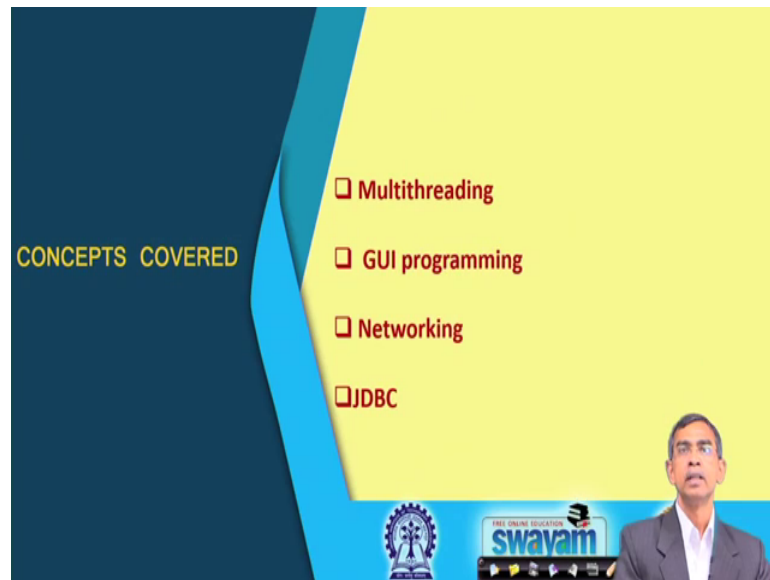 CONCEPTS COVERED
❑ Multithreading
❑ GUI programming
❑ Networking
❑JDBC
FREE ONLINE EDUCATION
swayam